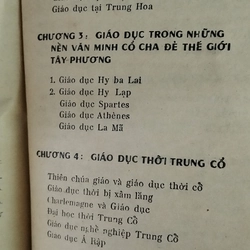 Giáo dục tại Trung Hoa
CHƯƠNG 3: GIÁO DỤC TRONG NHỮNG
NỀN VĂN MINH CỔ CHA ĐẺ THẾ GIỚI
TÂY PHƯƠNG
1. Giáo dục Hy ba Lai
2. Giáo dục Hy Lạp
Giáo dục Spartes
Giáo dục Athènes
Giáo dục La Mã
CHƯƠNG 4: GIÁO DỤC THỜI TRUNG CỔ
Thiên chúa giáo và giáo dục thời cổ
Giáo dục thời bị xâm lăng
Charlemagne và Giáo dục
Đại học thời Trung Cổ
Giáo dục nghề nghiệp Trung Cổ
Giáo dục Ả Rập